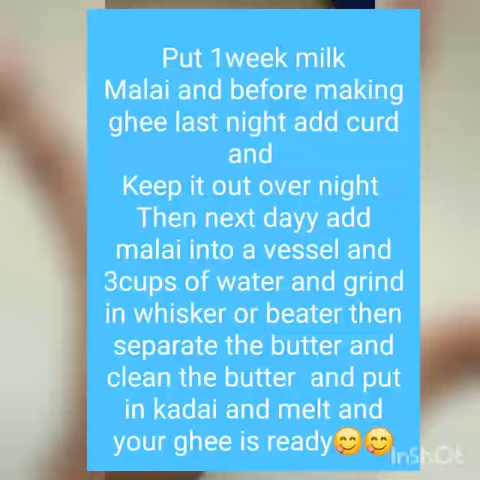 Put 1week milk
Malai and before making
ghee last night add curd
and
Keep it out over night
Then next dayy add
malai into a vessel and
3cups of water and grind
in whisker or beater then
separate the butter and
clean the butter and put
in kadai and melt and
your ghee is ready😋😋
InShOt